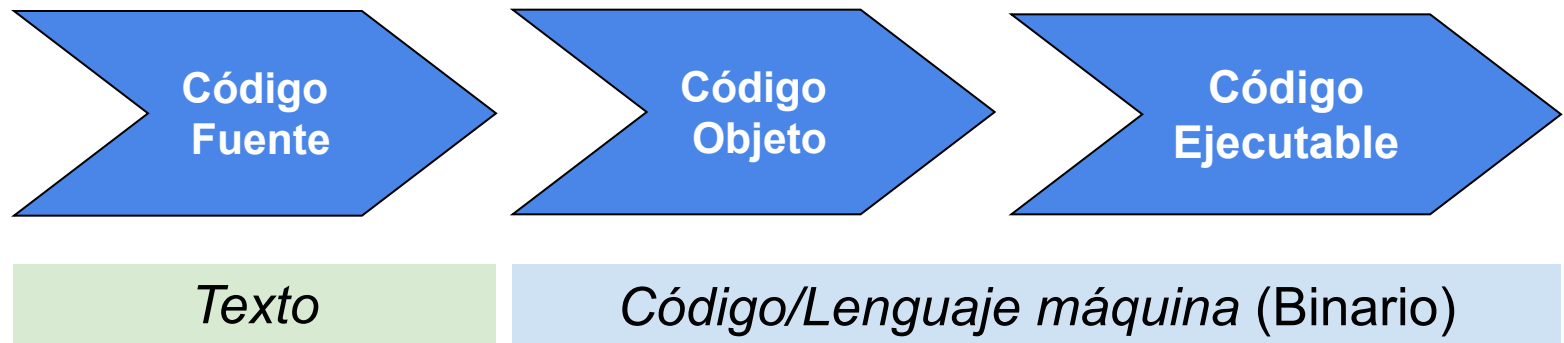 Código
Fuente
Código
Objeto
Código
Ejecutable
Texto
Código/Lenguaje máquina (Binario)